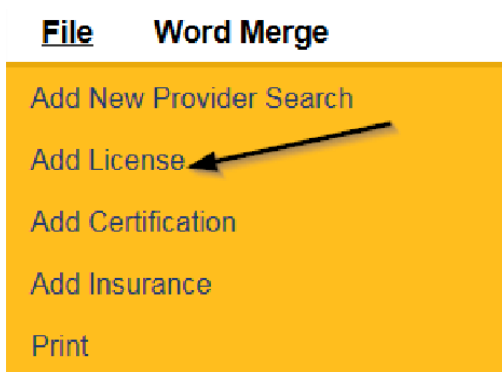 File Word Merge
Add New Provider Search
Add License
Add Certification
Add Insurance
Print